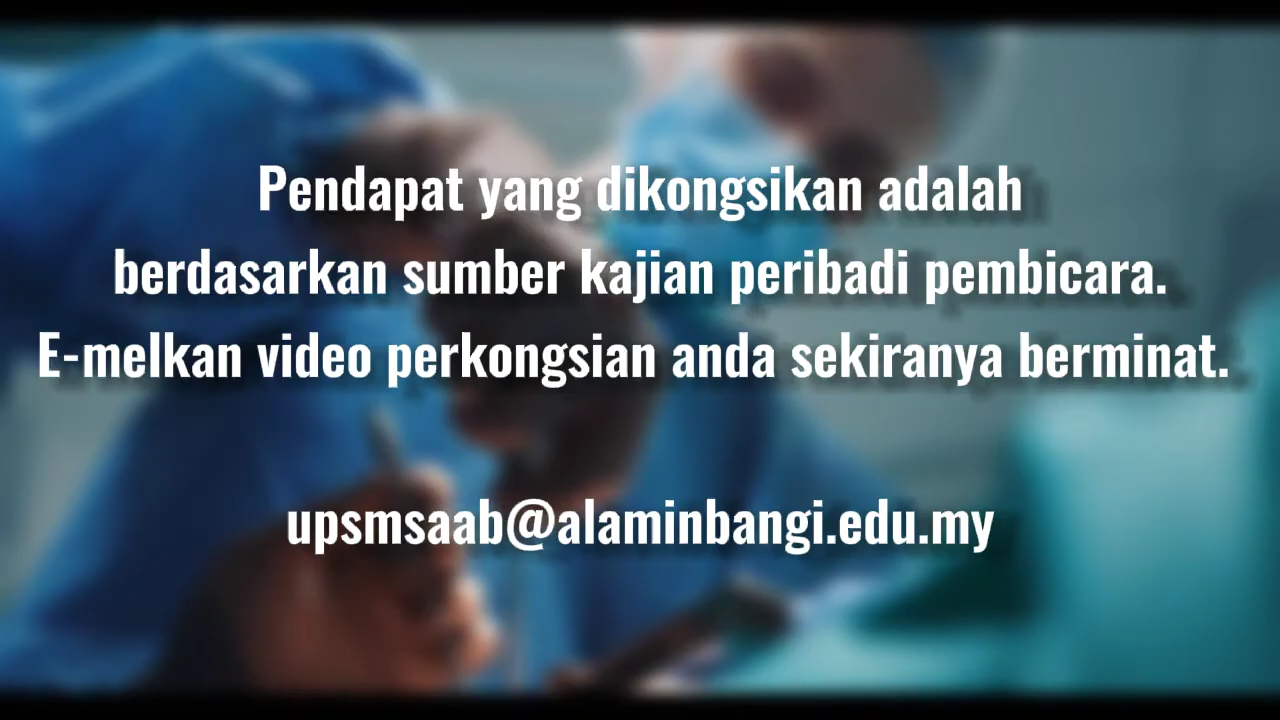 Pendapat yang dikongsikan adalah
berdasarkan sumber kajian peribadi pembicara.
E-melkan video perkongsian anda sekiranya berminat.
upsmsaab@alaminbangi.edu.my